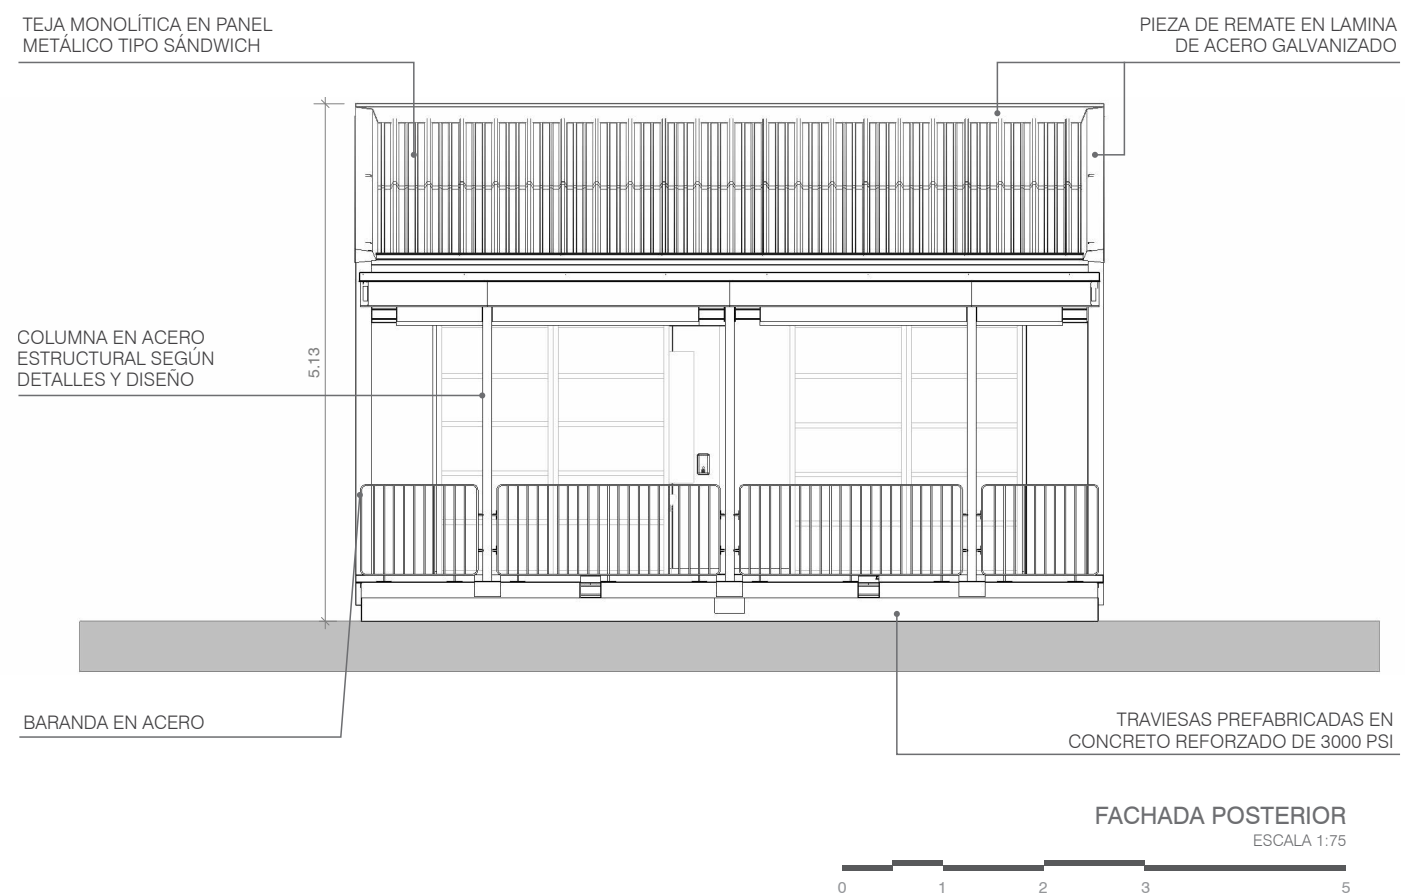 TEJA MONOLÍTICA EN PANEL
METÁLICO TIPO SÁNDWICH
PIEZA DE REMATE EN LAMINA
DE ACERO GALVANIZADO
COLUMNA EN ACERO
ESTRUCTURAL SEGÚN
DETALLES Y DISEÑO
5.13
BARANDA EN ACERO
TRAVIESAS PREFABRICADAS EN
CONCRETO REFORZADO DE 3000 PSI
FACHADA POSTERIOR
ESCALA 1:75
0 1 2 3 5